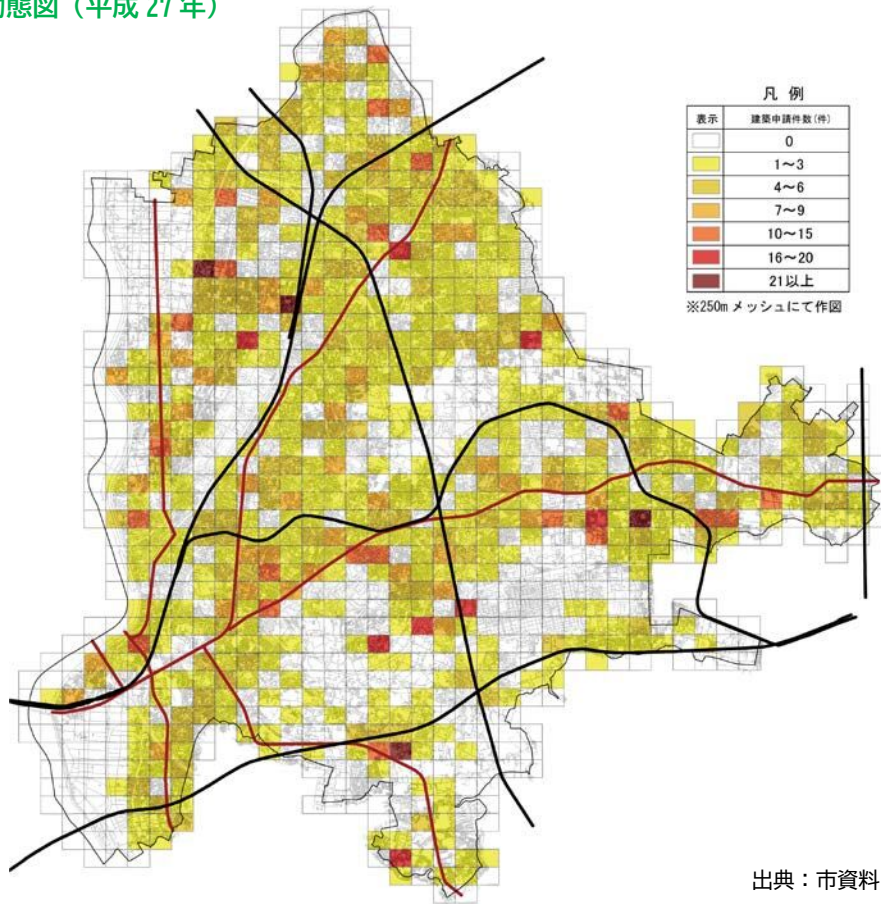 態図（平成 27 年）
凡 例
表示 建築申請件数(件)
0
1～3
4～6
7～9
10～15
16～20
21以上
※250m メッシュにて作図
出典：市資料